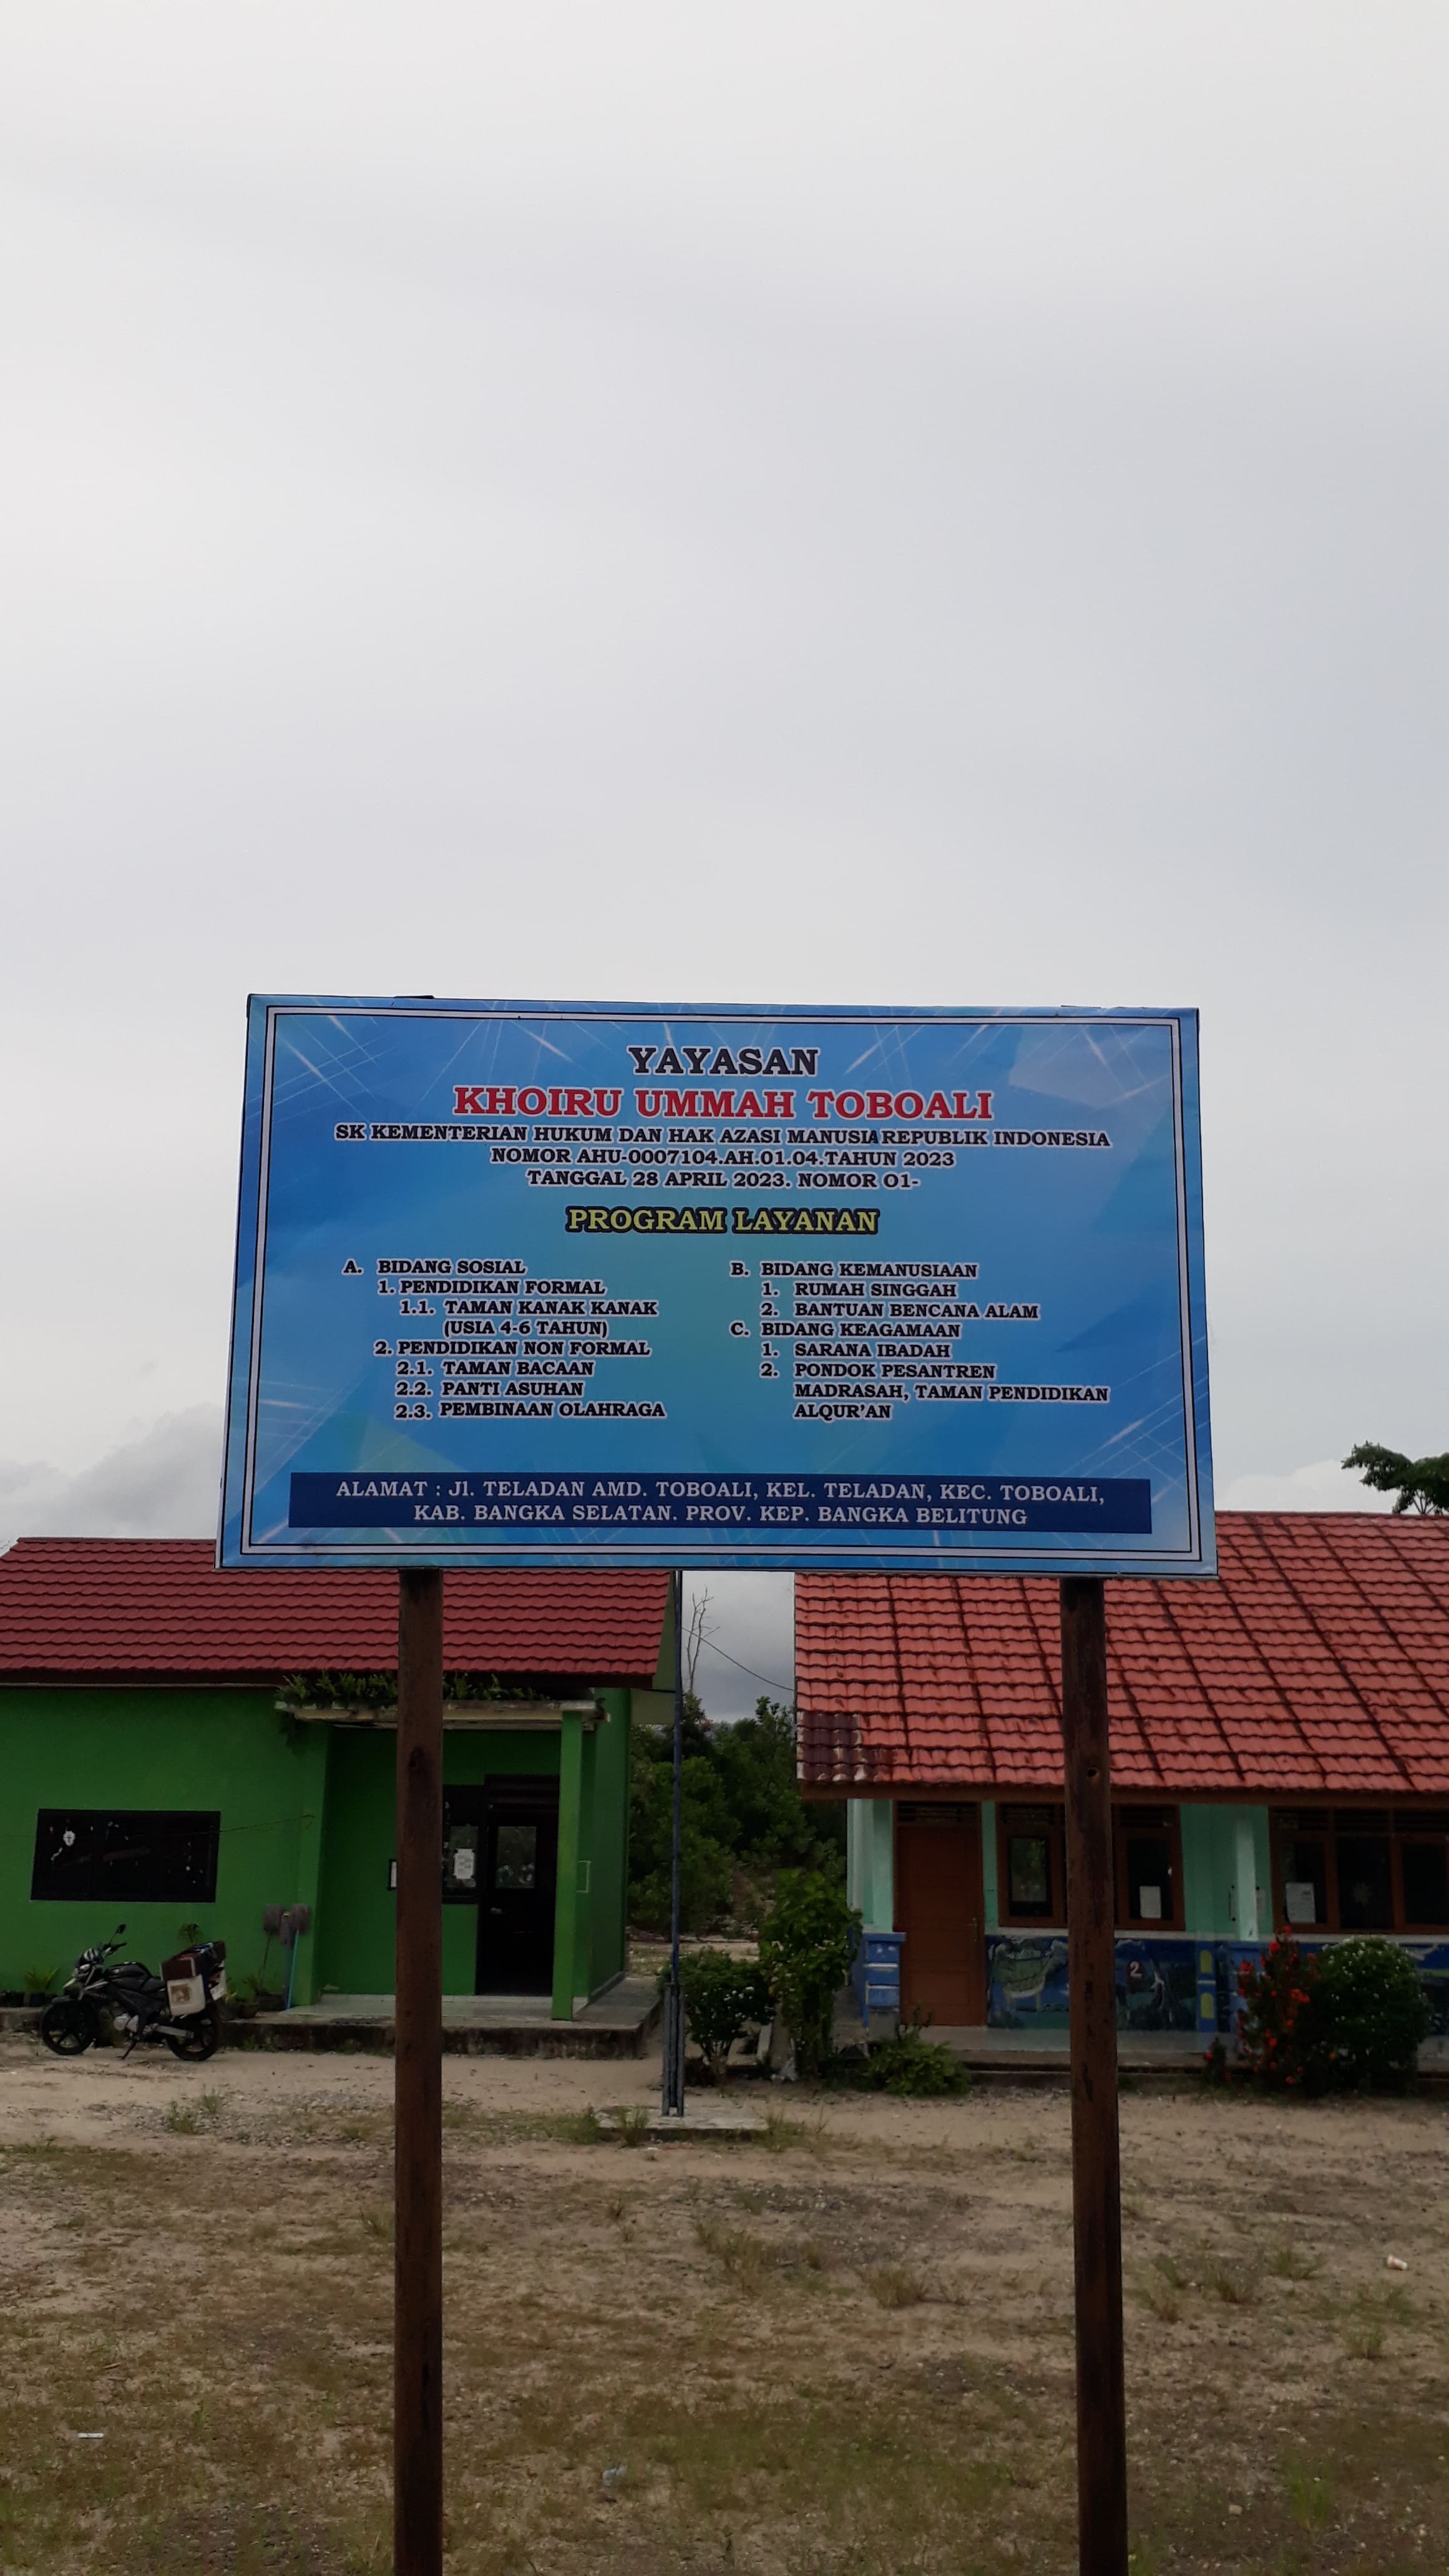 YAYASAN
KHOIRU UMMAH TOBOALI
SK KEMENTERIAN HUKUM DAN HAK AZASI MANUSIA REPUBLIK INDONESIA
NOMOR AHU-0007104.AH.01.04.TAHUN 2023
TANGGAL 28 APRIL 2023. NOMOR O1-
PROGRAM LAYANAN
A. BIDANG SOSIAL
1. PENDIDIKAN FORMAL
1.1. TAMAN KANAK KANAK
(USIA 4-6 TAHUN)
2. PENDIDIKAN NON FORMAL
2.1. TAMAN BACAAN
2.2. PANTI ASUHAN
2.3. PEMBINAAN OLAHRAGA
B. BIDANG KEMANUSIAAN
1. RUMAH SINGGAH
2. BANTUAN BENCANA ALAM
C. BIDANG KEAGAMAAN
1. SARANA IBADAH
2. PONDOK PESANTREN
MADRASAH, TAMAN PENDIDIKAN
ALQUR'AN
ALAMAT : Jl. TELADAN AMD. TOBOALI, KEL. TELADAN, KEC. TOBOALI,
KAB. BANGKA SELATAN. PROV. KEP. BANGKA BELITUNG
2